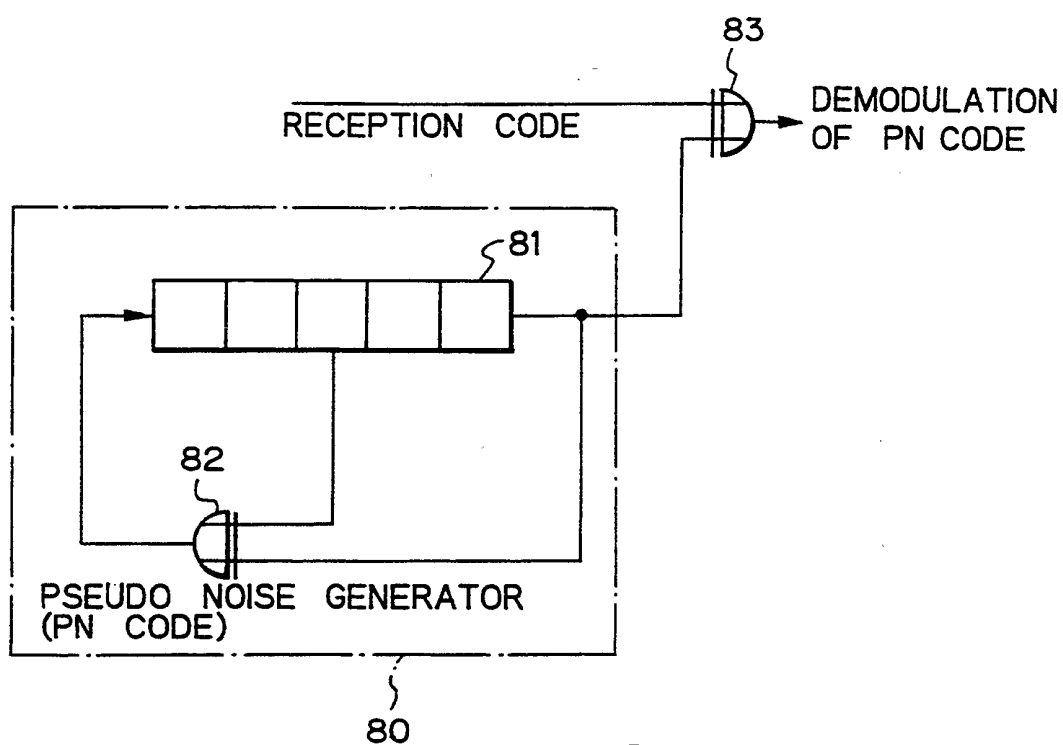 83
RECEPTION CODE
DEMODULATION
OF PN CODE
81
82
PSEUDO NOISE GENERATOR
(PN CODE)
80